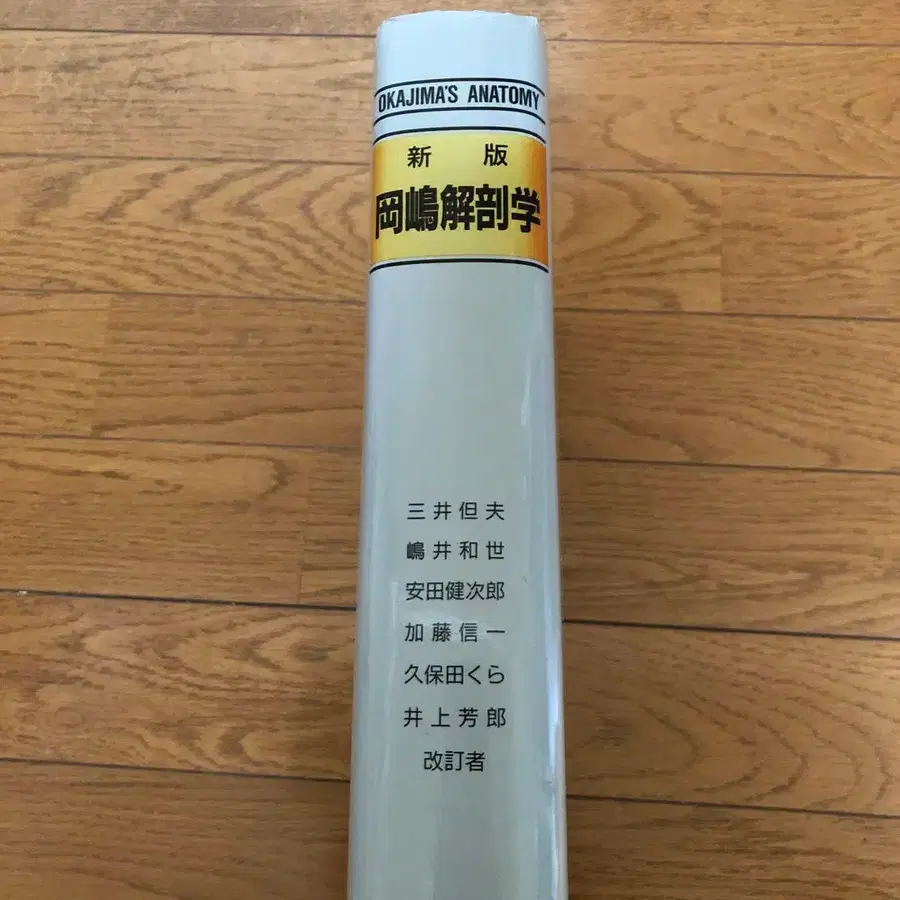 OKAJIMA'S ANATOMY
新版
岡嶋解剖学
三井但夫
嶋井和世
安田健次郎
加藤信一
久保田くら
井上芳郎
改訂者